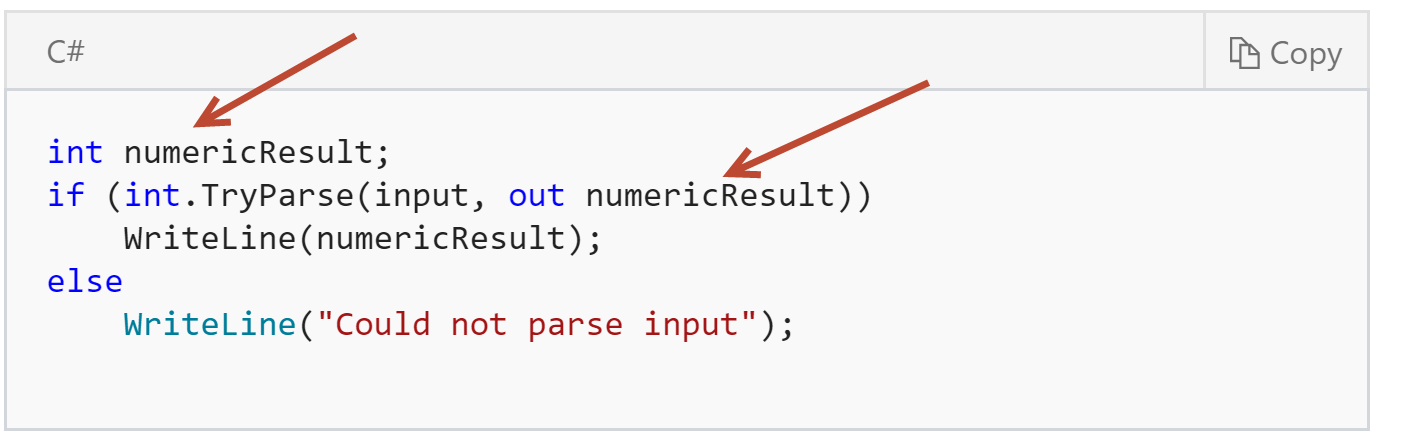 C#
Copy
int numericResult;
if (int.TryParse(input, out numericResult))
    WriteLine(numericResult);
else
    WriteLine("Could not parse input");